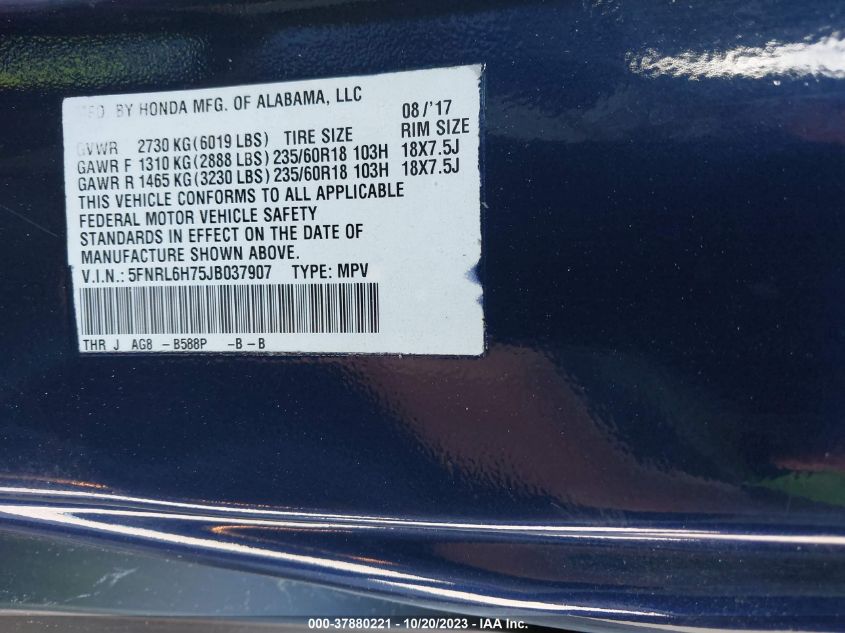 BY HONDA MFG. OF ALABAMA, LLC 08/'17
GVWR 2730 KG (6019 LBS) TIRE SIZE RIM SIZE
GAWR F 1310 KG (2888 LBS) 235/60R18 103H 18X7.5J
GAWR R 1465 KG (3230 LBS) 235/60R18 103H 18X7.5J
THIS VEHICLE CONFORMS TO ALL APPLICABLE
FEDERAL MOTOR VEHICLE SAFETY
STANDARDS IN EFFECT ON THE DATE OF
MANUFACTURE SHOWN ABOVE.
V.I.N.: 5FNRL6H75JB037907 TYPE: MPV
THR J AG8 - B588P - B - B
000-37880221 - 10/20/2023 - IAA Inc.